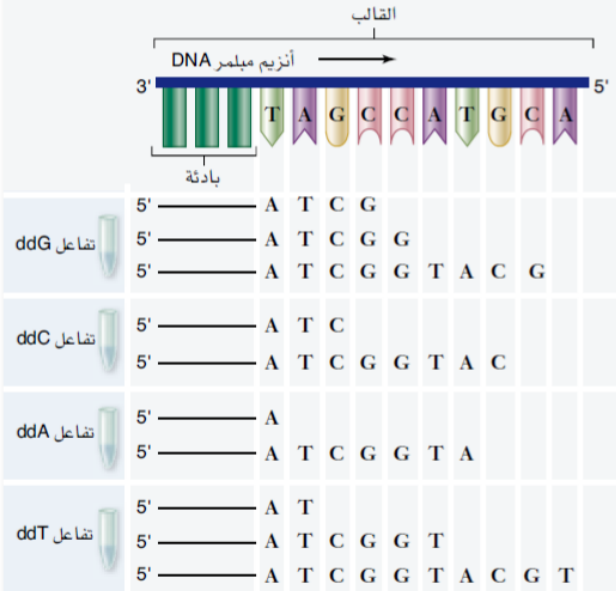 القالب
أنزيم مبلمر DNA
3' 5'
T A G C C A T G C A
بادئة
تفاعل ddG
5' A T C G
5' A T C G G
5' A T C G G T A C G
تفاعل ddC
5' A T C
5' A T C G G T A C
تفاعل ddA
5' A
5' A T C G G T A
تفاعل ddT
5' A T
5' A T C G G T
5' A T C G G T A C G T